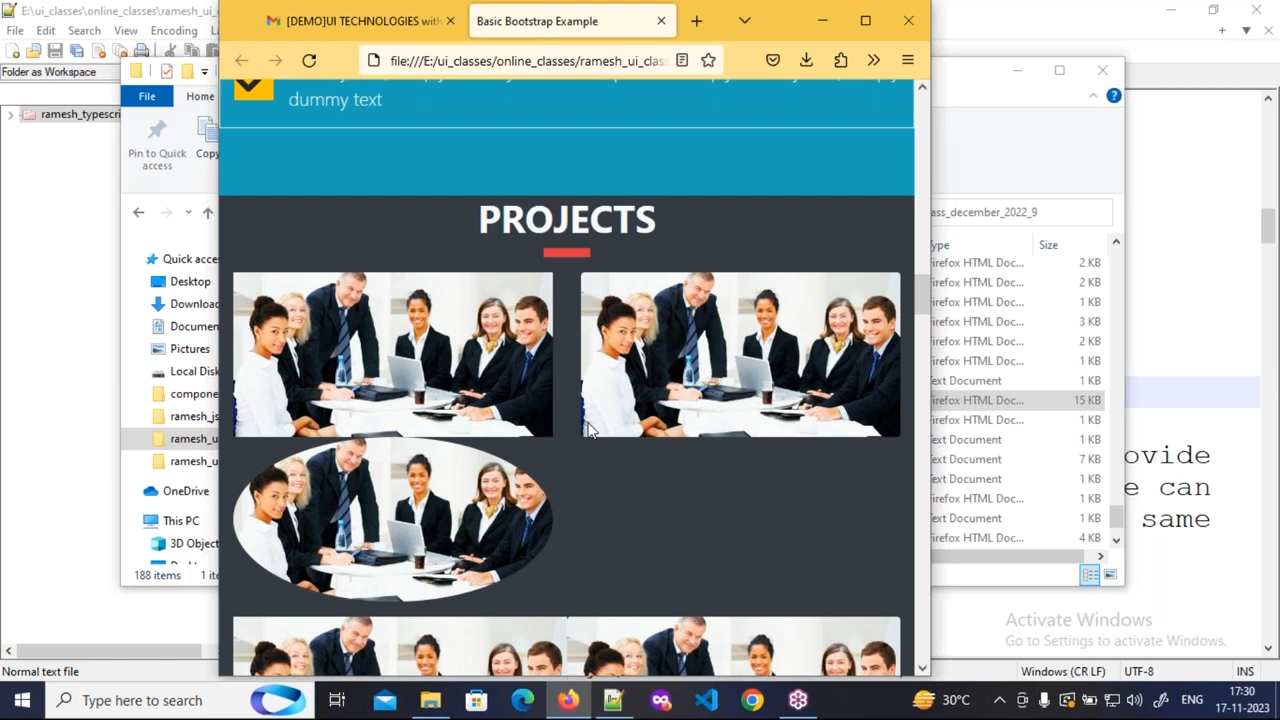 E:\ui_classes\online_classes\ramesh_ui_cla
File Edit Search View Encoding La
Folder as Workspace
ramesh_typescri
File Home
Pin to Quick
access
Copy
Quick acce
Desktop
Download
Documen
Pictures
Local Disk
compone
ramesh_js
ramesh_u
ramesh_u
OneDrive
This PC
3D Object
188 items 1 it
[DEMO]UI TECHNOLOGIES with
Basic Bootstrap Example
file:///E:/ui_classes/online_classes/ramesh_ui_clas
dummy text
PROJECTS
ass_december_2022_9
ype Size
irefox HTML Doc... 2 KB
irefox HTML Doc... 2 KB
irefox HTML Doc... 1 KB
irefox HTML Doc... 3 KB
irefox HTML Doc... 2 KB
irefox HTML Doc... 1 KB
ext Document 1 KB
irefox HTML Doc... 15 KB
irefox HTML Doc... 1 KB
ext Document 1 KB
ext Document 7 KB
ext Document 1 KB
irefox HTML Doc... 1 KB
ext Document 1 KB
irefox HTML Doc... 4 KB
ovide
e can
same
Activate Windows
Go to Settings to activate Windows.
Normal text file
Windows (CR LF) UTF-8 INS
Type here to search
30°C
ENG
17:30
17-11-2023